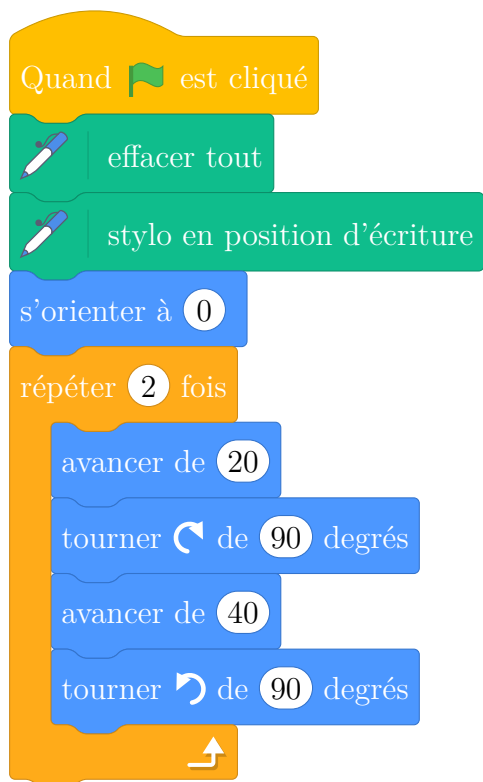 Quand est cliqué
effacer tout
stylo en position d'écriture
s'orienter à 0
répéter 2 fois
avancer de 20
tourner de 90 degrés
avancer de 40
tourner de 90 degrés